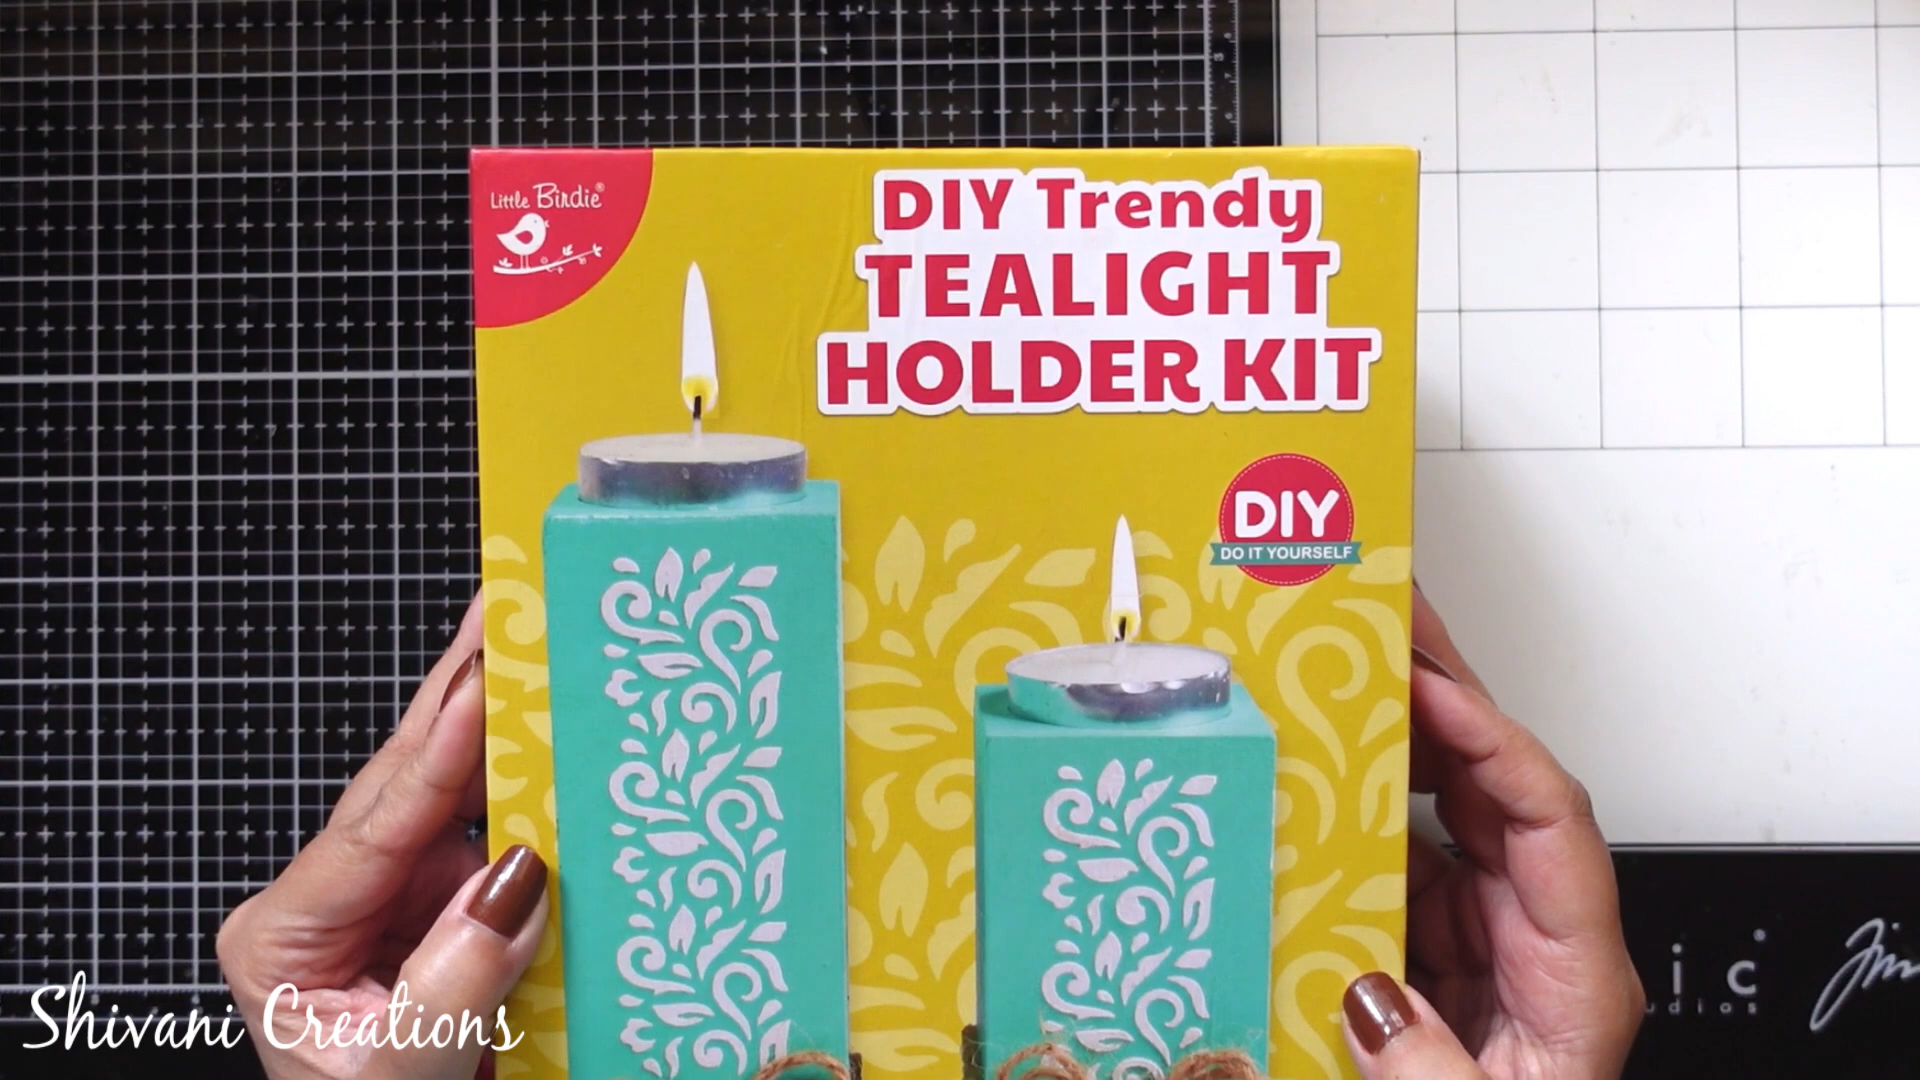 Little Birdie®
DIY Trendy
TEALIGHT
HOLDER KIT
DIY
DO IT YOURSELF
Shivani Creations